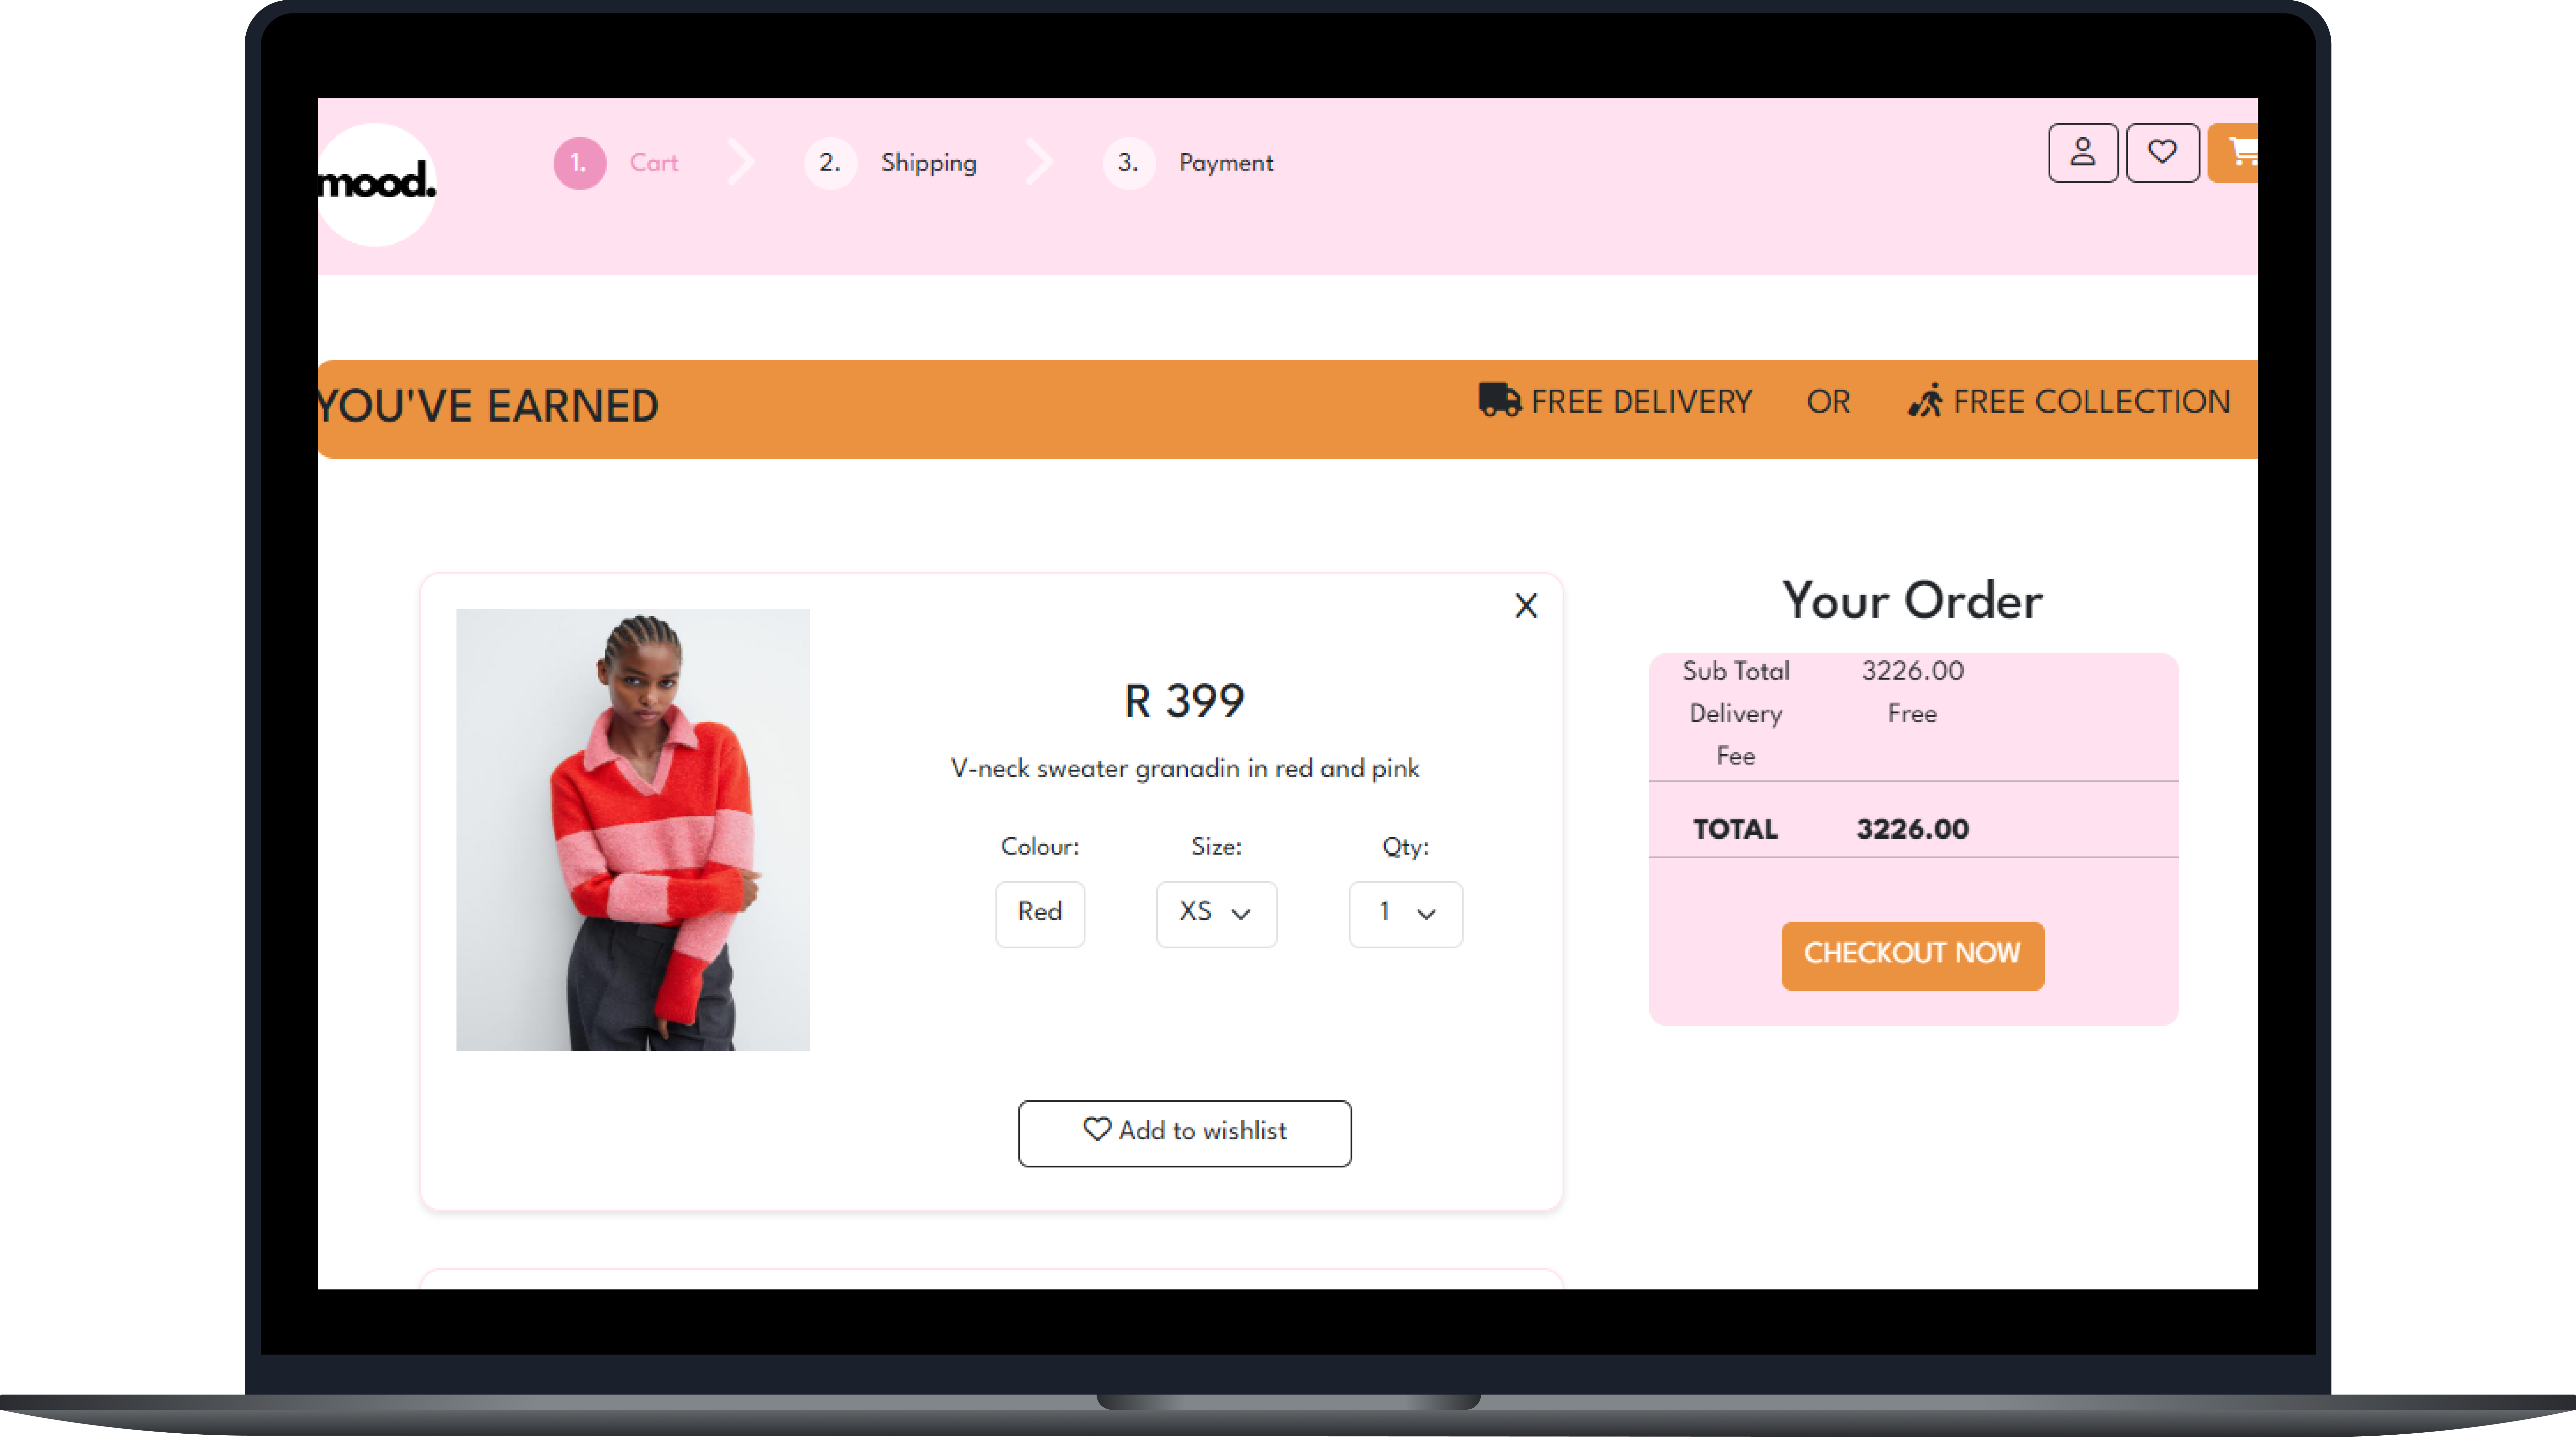 mood.
1. Cart 2. Shipping 3. Payment
YOU'VE EARNED FREE DELIVERY OR FREE COLLECTION
X
R 399
V-neck sweater granadin in red and pink
Colour: Size: Qty:
Red XS 1
Add to wishlist
Your Order
Sub Total 3226.00
Delivery Free
Fee
TOTAL 3226.00
CHECKOUT NOW